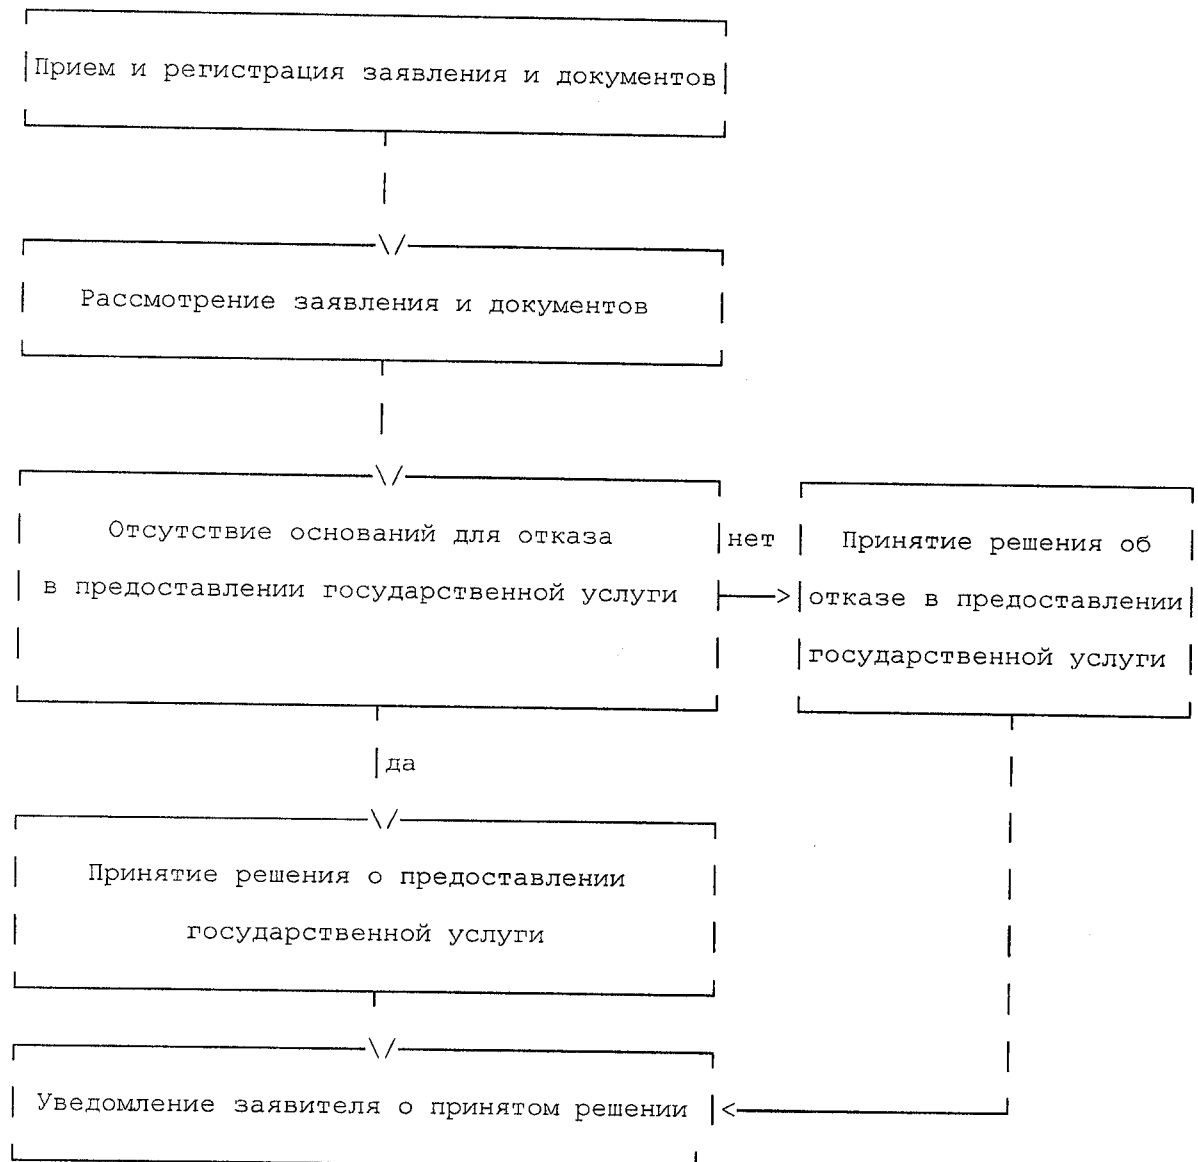 Прием и регистрация заявления и документов
Рассмотрение заявления и документов
Отсутствие оснований для отказа
в предоставлении государственной услуги
нет
Принятие решения об
отказе в предоставлении
государственной услуги
да
Принятие решения о предоставлении
государственной услуги
Уведомление заявителя о принятом решении